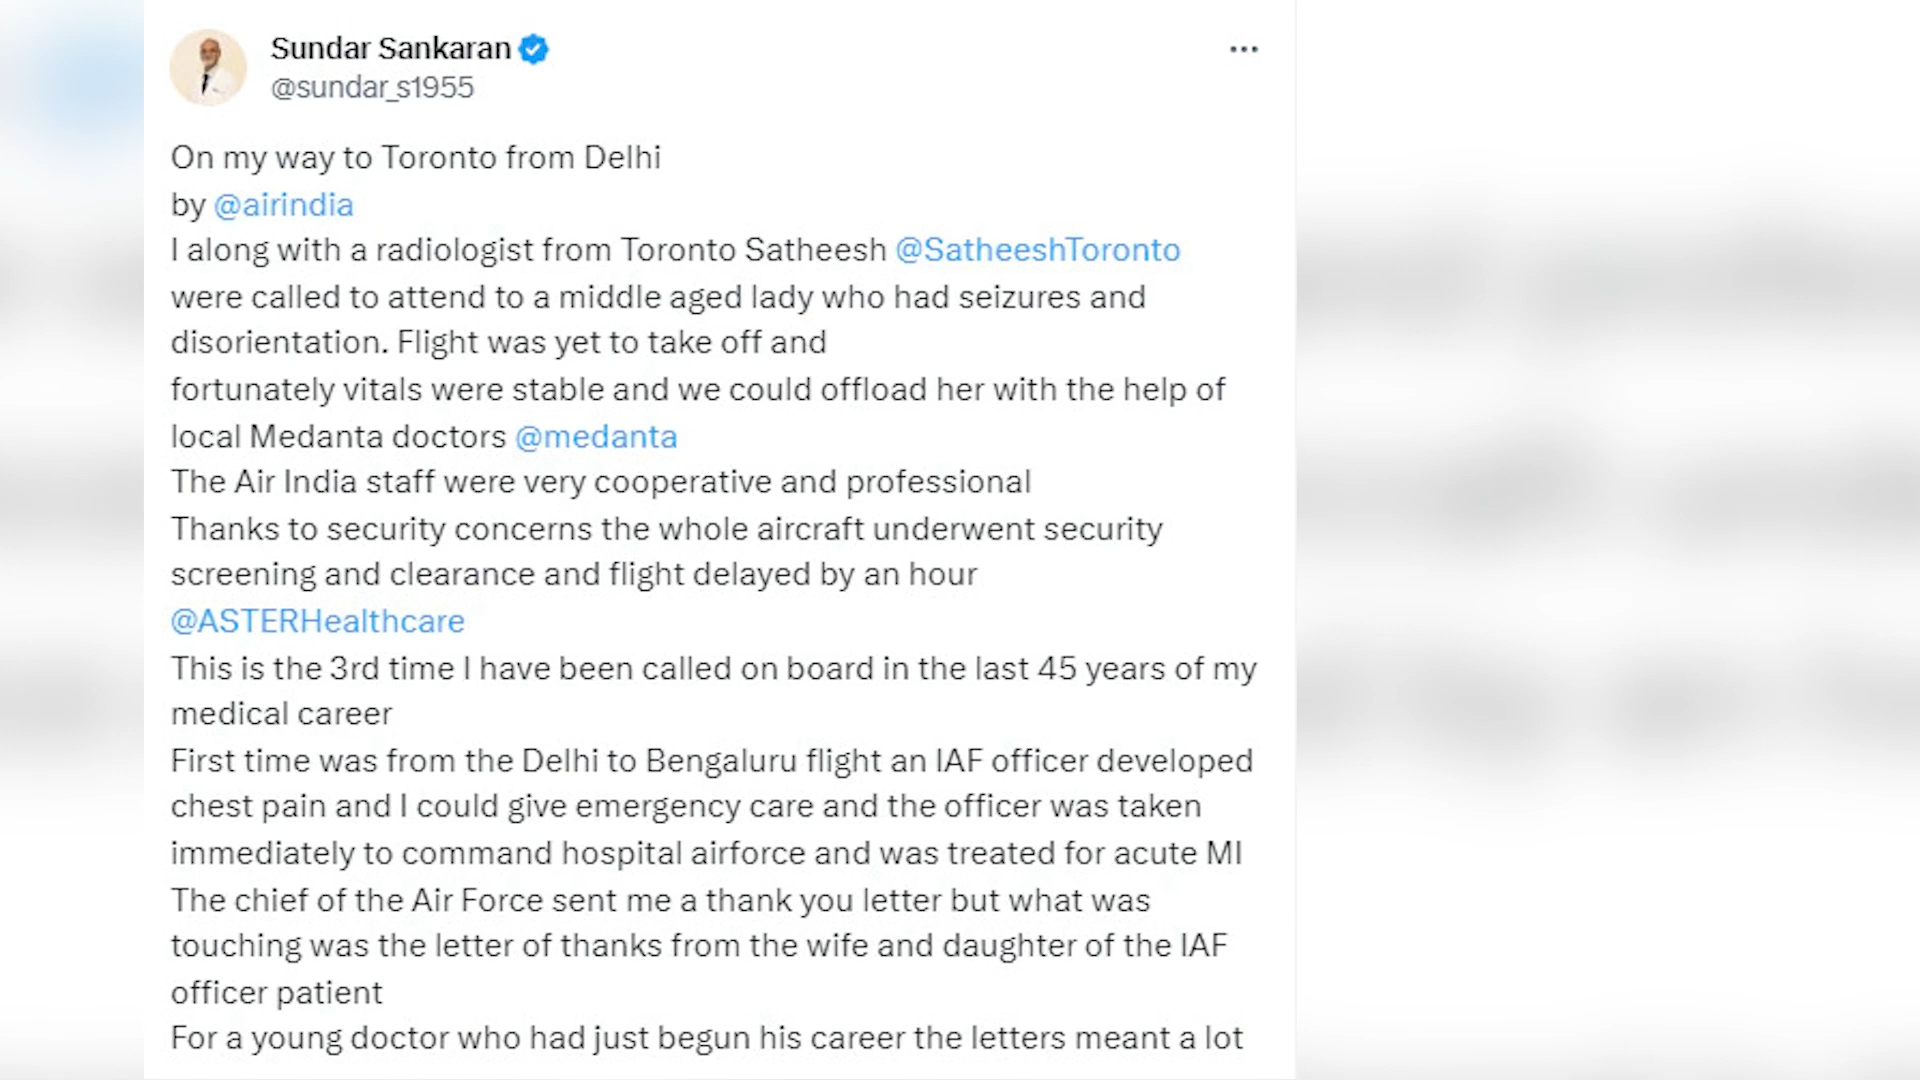 Sundar Sankaran
@sundar_s1955
On my way to Toronto from Delhi
by @airindia
I along with a radiologist from Toronto Satheesh @SatheeshToronto
were called to attend to a middle aged lady who had seizures and
disorientation. Flight was yet to take off and
fortunately vitals were stable and we could offload her with the help of
local Medanta doctors @medanta
The Air India staff were very cooperative and professional
Thanks to security concerns the whole aircraft underwent security
screening and clearance and flight delayed by an hour
@ASTERHealthcare
This is the 3rd time I have been called on board in the last 45 years of my
medical career
First time was from the Delhi to Bengaluru flight an IAF officer developed
chest pain and I could give emergency care and the officer was taken
immediately to command hospital airforce and was treated for acute MI
The chief of the Air Force sent me a thank you letter but what was
touching was the letter of thanks from the wife and daughter of the IAF
officer patient
For a young doctor who had just begun his career the letters meant a lot